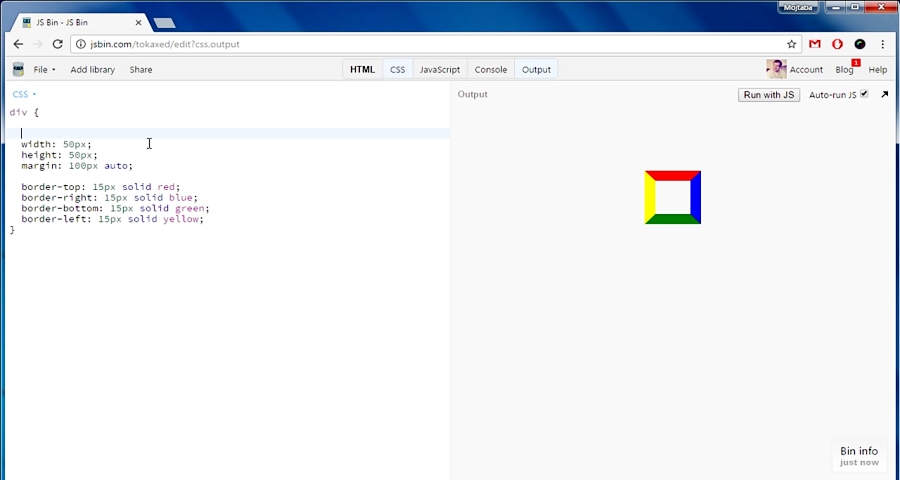 Mojtaba
JS Bin - JS Bin
jsbin.com/tokaxed/edit?css,output
File
Add library
Share
HTML
CSS
JavaScript
Console
Output
Account
Blog
1
Help
CSS
Output
Run with JS
Auto-run JS
div {
width: 50px;
height: 50px;
margin: 100px auto;
border-top: 15px solid red;
border-right: 15px solid blue;
border-bottom: 15px solid green;
border-left: 15px solid yellow;
}
Bin info
just now